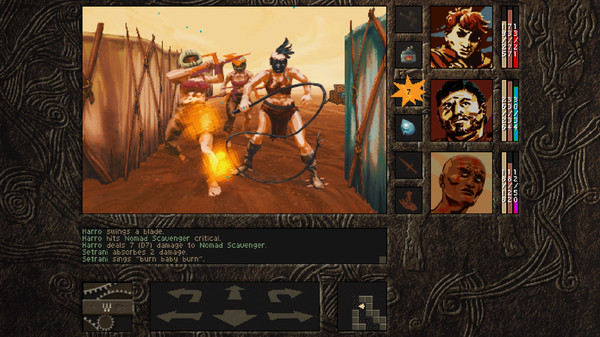 7
Harro swings a blade.
Harro hits Nomad Scavenger critical.
Harro deals 7 (D7) damage to Nomad Scavenger.
Setrani absorbes 2 damage.
Setrani sings "burn baby burn".